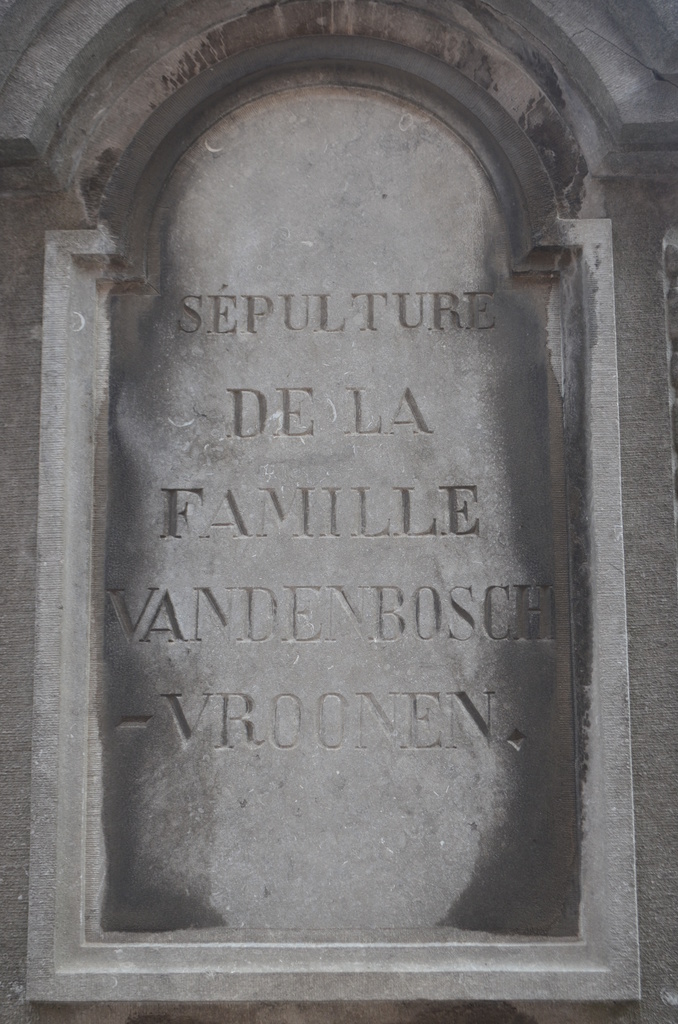 SÉPULTURE
DE LA
FAMILLE
VANDENBOSCH
-VROONEN.